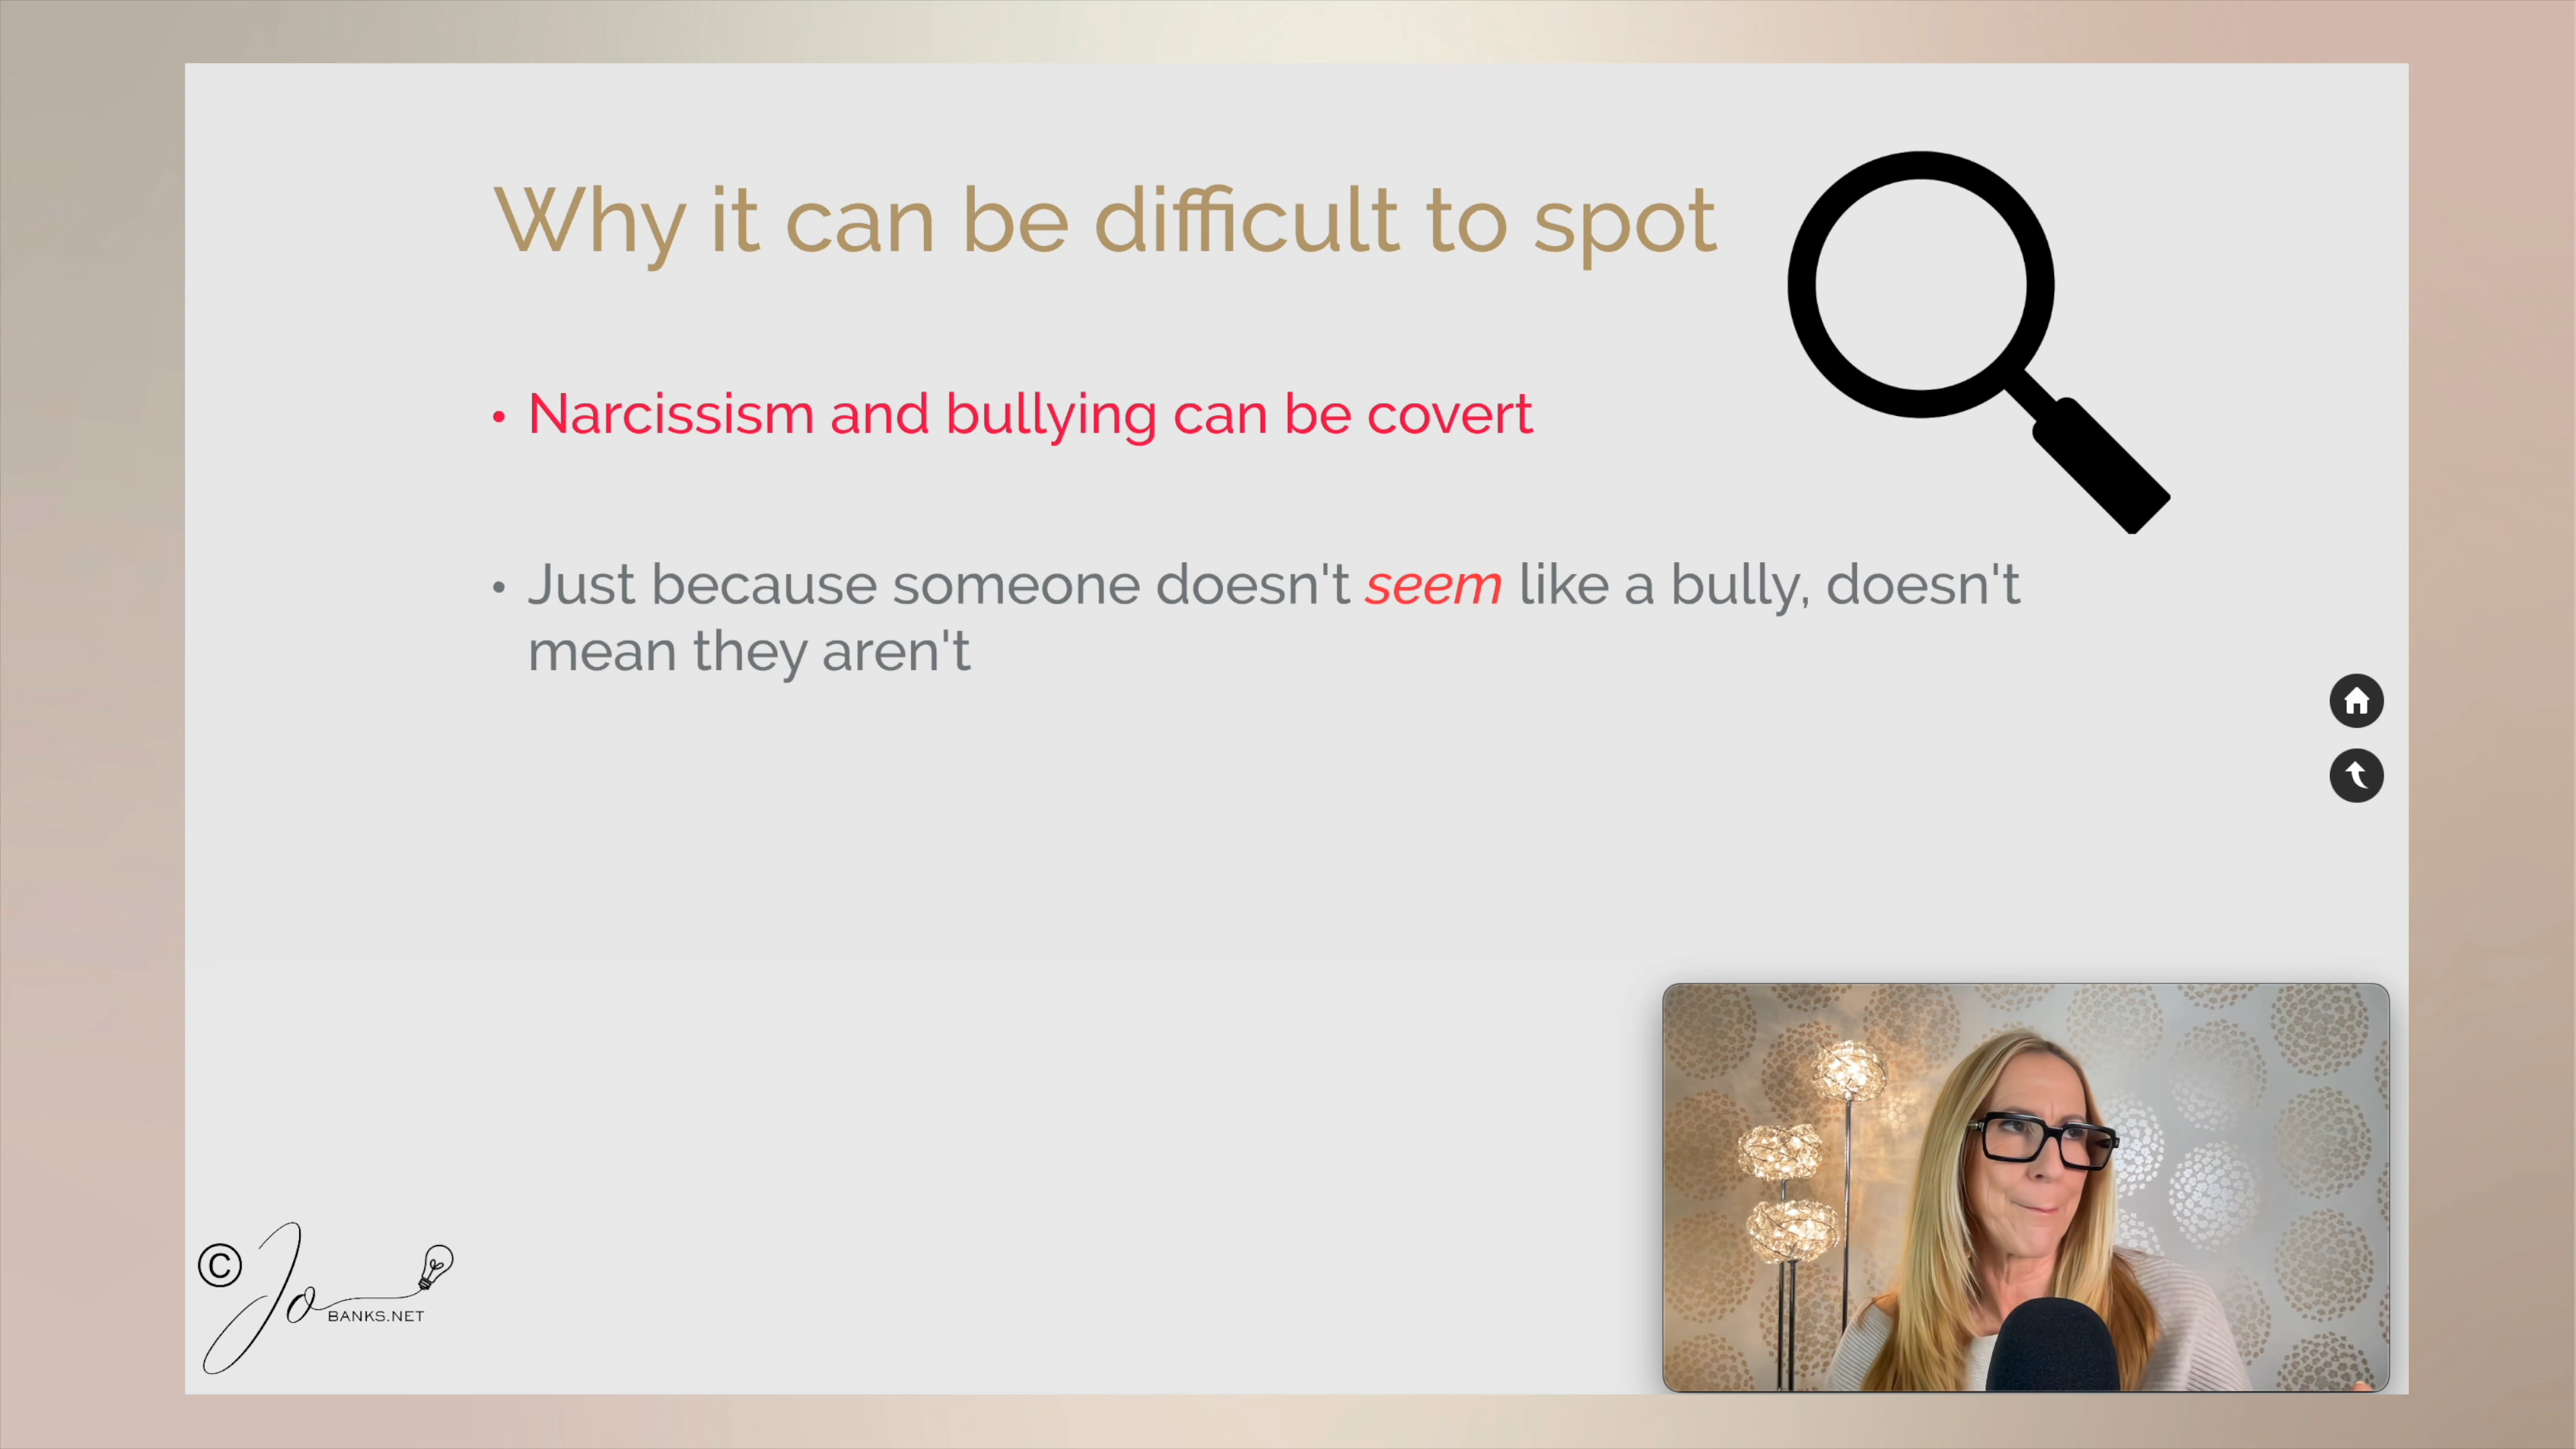 Why it can be difficult to spot
• Narcissism and bullying can be covert
• Just because someone doesn't seem like a bully, doesn't
mean they aren't
© Jo
BANKS.NET